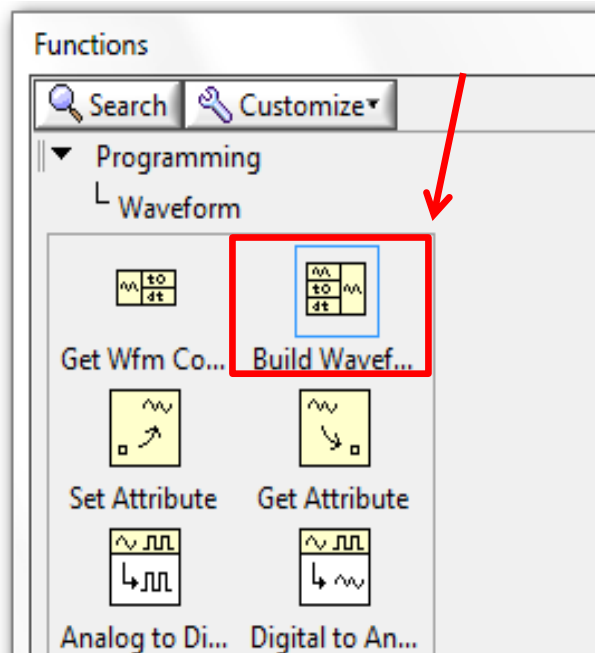 Functions
Search Customize
Programming
Waveform
to
dt
to
dt
Get Wfm Co... Build Wavef...
Set Attribute Get Attribute
Analog to Di... Digital to An...